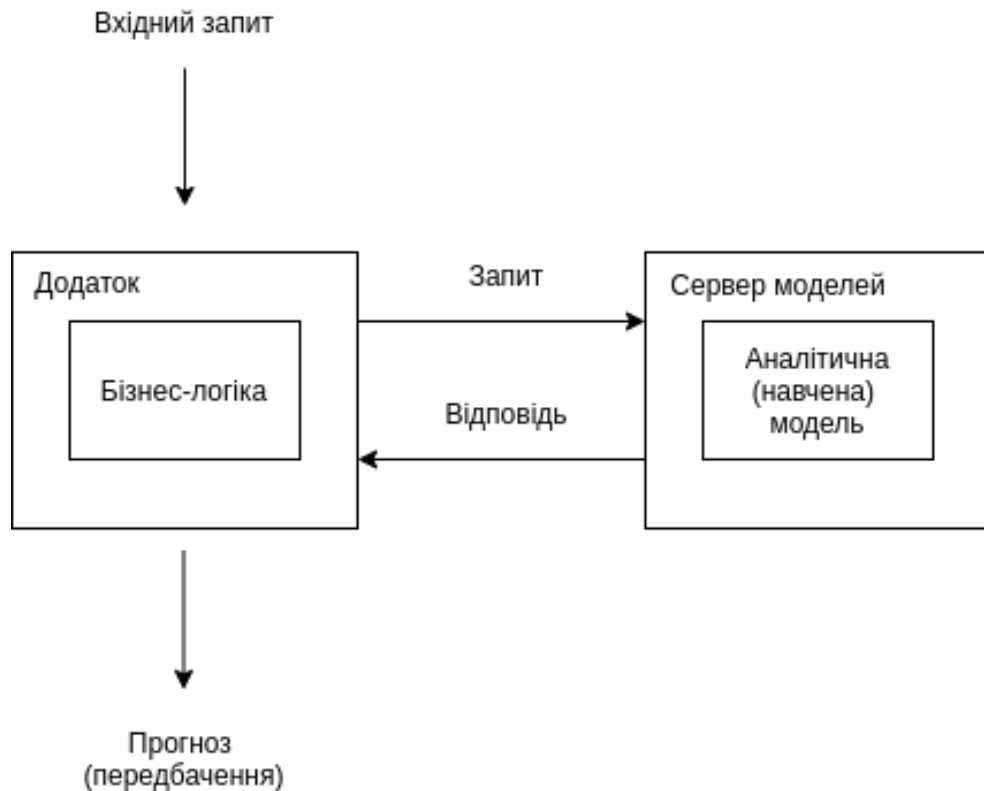 Вхідний запит
Додаток
Запит
Сервер моделей
Бізнес-логіка
Аналітична
(навчена)
модель
Відповідь
Прогноз
(передбачення)